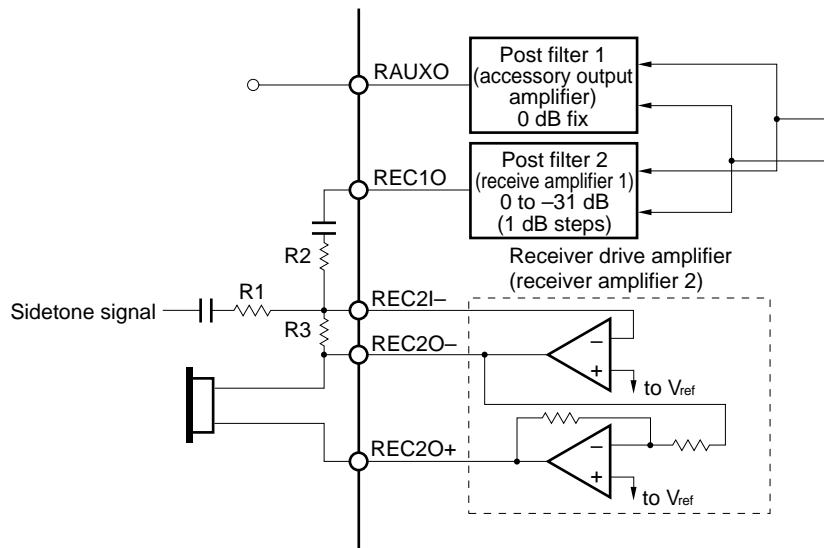 RAUXO
Post filter 1
(accessory output
amplifier)
0 dB fix
REC1O
Post filter 2
(receive amplifier 1)
0 to –31 dB
(1 dB steps)
Receiver drive amplifier
(receiver amplifier 2)
R2
R1
Sidetone signal
REC2I–
R3
REC2O–
–
+
to Vref
REC2O+
–
+
to Vref